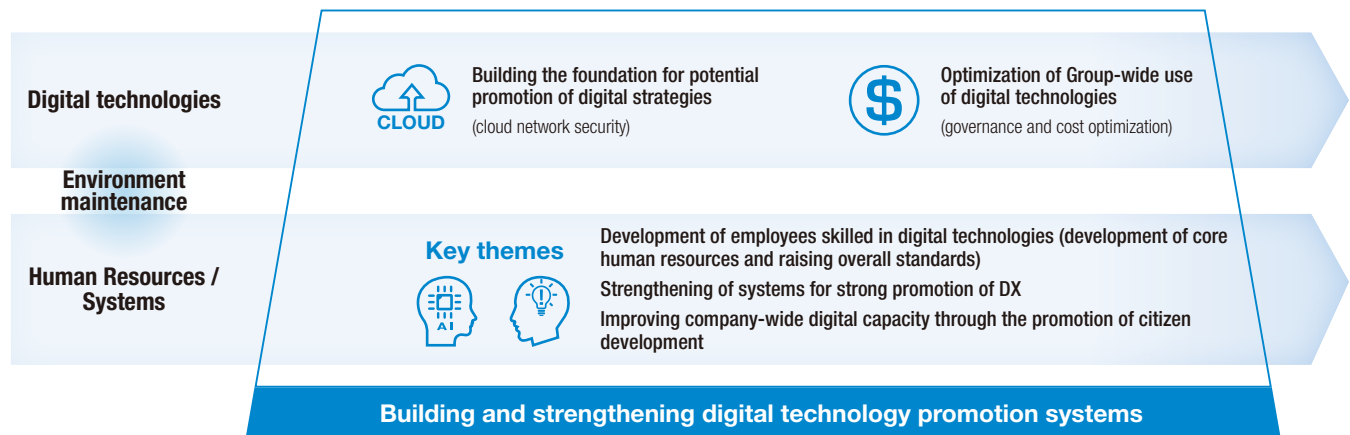 Digital technologies
CLOUD
Building the foundation for potential
promotion of digital strategies
(cloud network security)
$
Optimization of Group-wide use
of digital technologies
(governance and cost optimization)
Environment
maintenance
Human Resources /
Systems
Key themes
AI
Development of employees skilled in digital technologies (development of core
human resources and raising overall standards)
Strengthening of systems for strong promotion of DX
Improving company-wide digital capacity through the promotion of citizen
development
Building and strengthening digital technology promotion systems